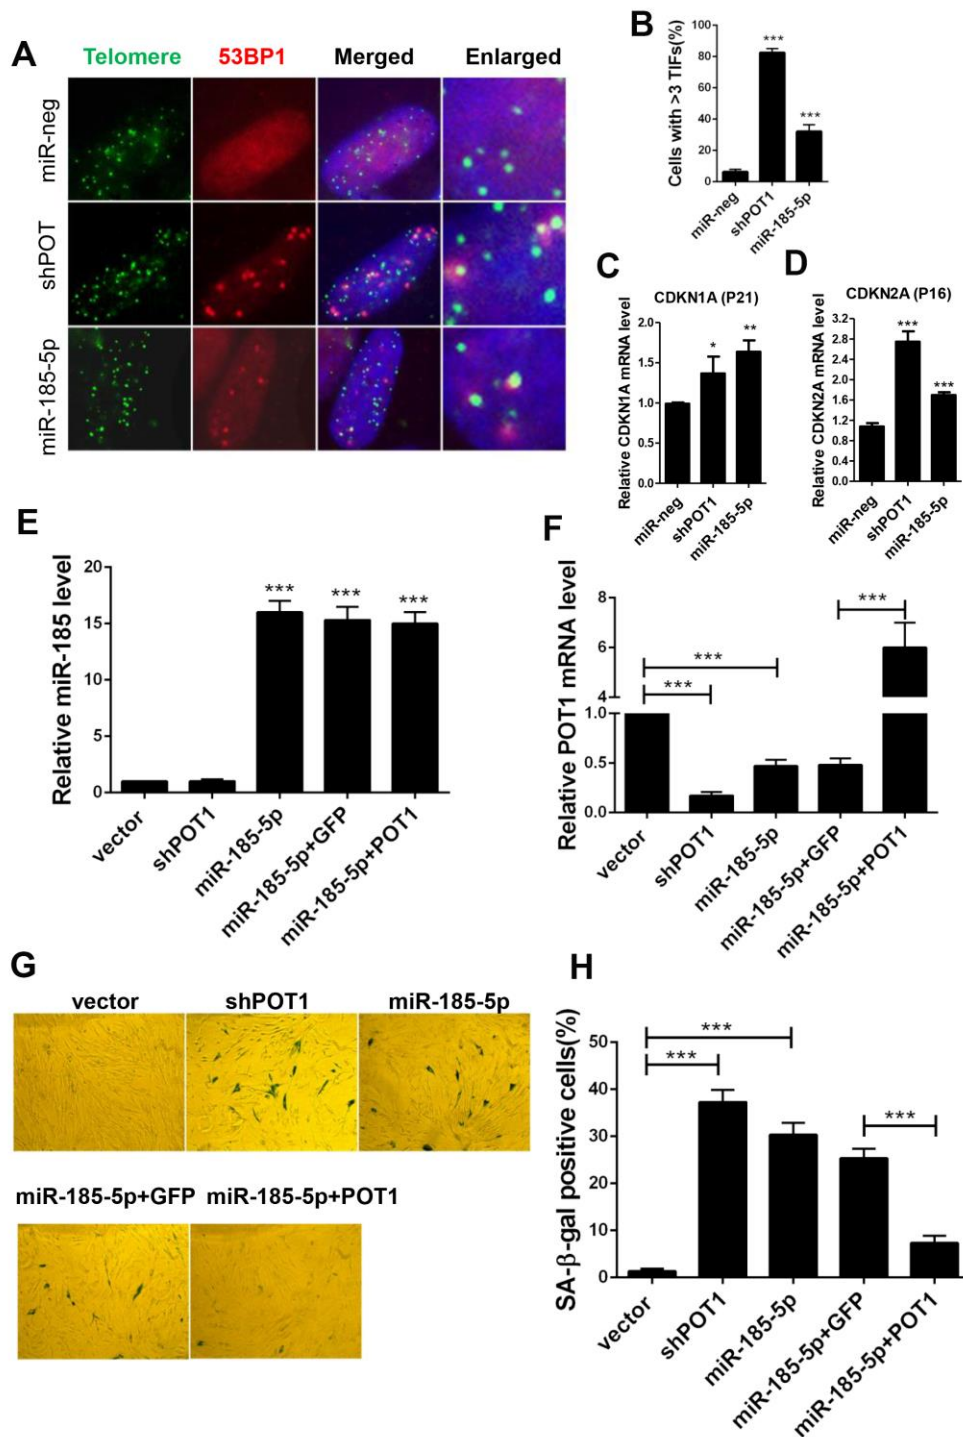 A
Telomere 53BP1 Merged Enlarged
miR-neg
shPOT
miR-185-5p
B
Cells with >3 TIFs(%)
100
80
60
40
20
0
***
***
miR-neg
shPOT1
miR-185-5p
C
CDKN1A (P21)
Relative CDKN1A mRNA level
2.0
1.5
1.0
0.5
0.0
*
**
miR-neg
shPOT1
miR-185-5p
D
CDKN2A (P16)
Relative CDKN2A mRNA level
3.2
2.8
2.4
2.0
1.6
1.2
0.8
0.4
0.0
***
***
miR-neg
shPOT1
miR-185-5p
E
Relative miR-185 level
20
15
10
5
0
***
***
***
vector
shPOT1
miR-185-5p
miR-185-5p+GFP
miR-185-5p+POT1
F
Relative POT1 mRNA level
8
6
4
1.0
0.5
0.0
***
***
***
vector
shPOT1
miR-185-5p
miR-185-5p+GFP
miR-185-5p+POT1
G
vector shPOT1 miR-185-5p
miR-185-5p+GFP miR-185-5p+POT1
H
SA-β-gal positive cells(%)
50
40
30
20
10
0
***
***
***
vector
shPOT1
miR-185-5p
miR-185-5p+GFP
miR-185-5p+POT1